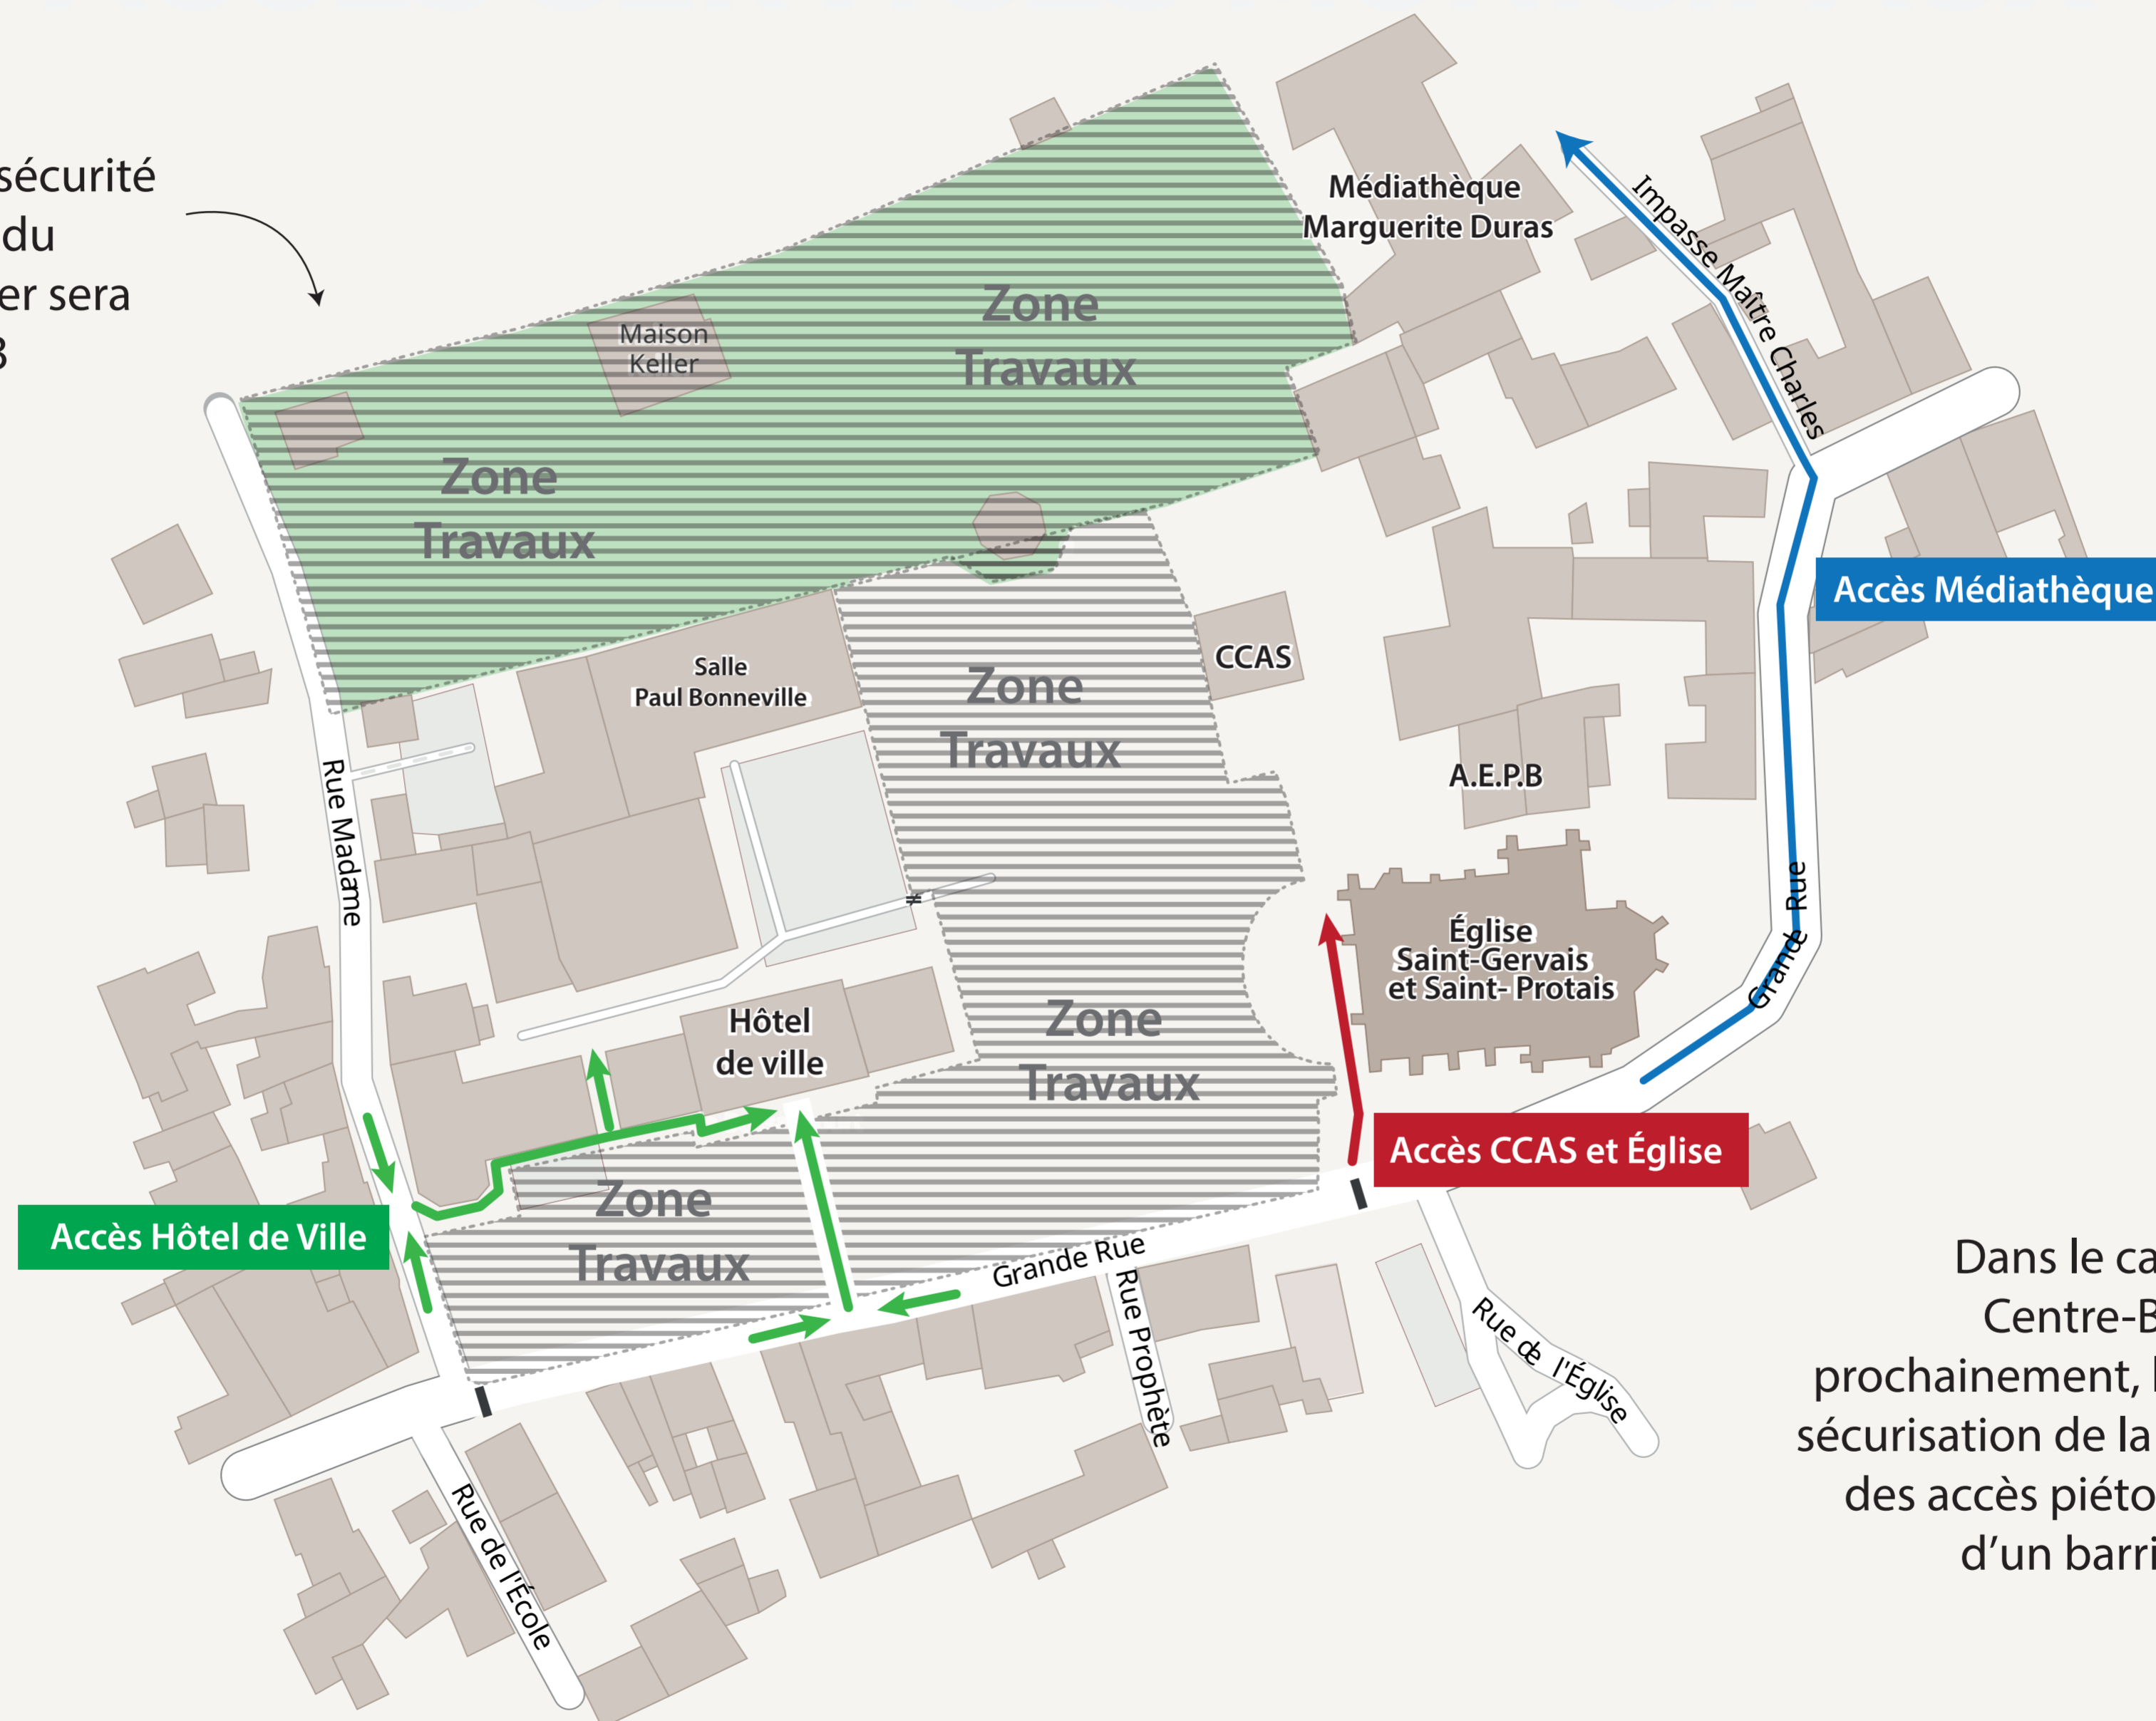 sécurité
du
er sera
3
Médiathèque
Marguerite Duras
Impasse Maître Charles
Zone
Travaux
Maison
Keller
Zone
Travaux
Accès Médiathèque
Salle
Paul Bonneville
CCAS
Zone
Travaux
A.E.P.B
Rue Madame
Grande Rue
Église
Saint-Gervais
et Saint- Protais
Hôtel
de ville
Zone
Travaux
Accès CCAS et Église
Accès Hôtel de Ville
Zone
Travaux
Grande Rue
Rue Prophète
Rue de l'Église
Rue de l'École
Dans le ca
Centre-B
prochainement, l
sécurisation de la
des accès piéto
d’un barri